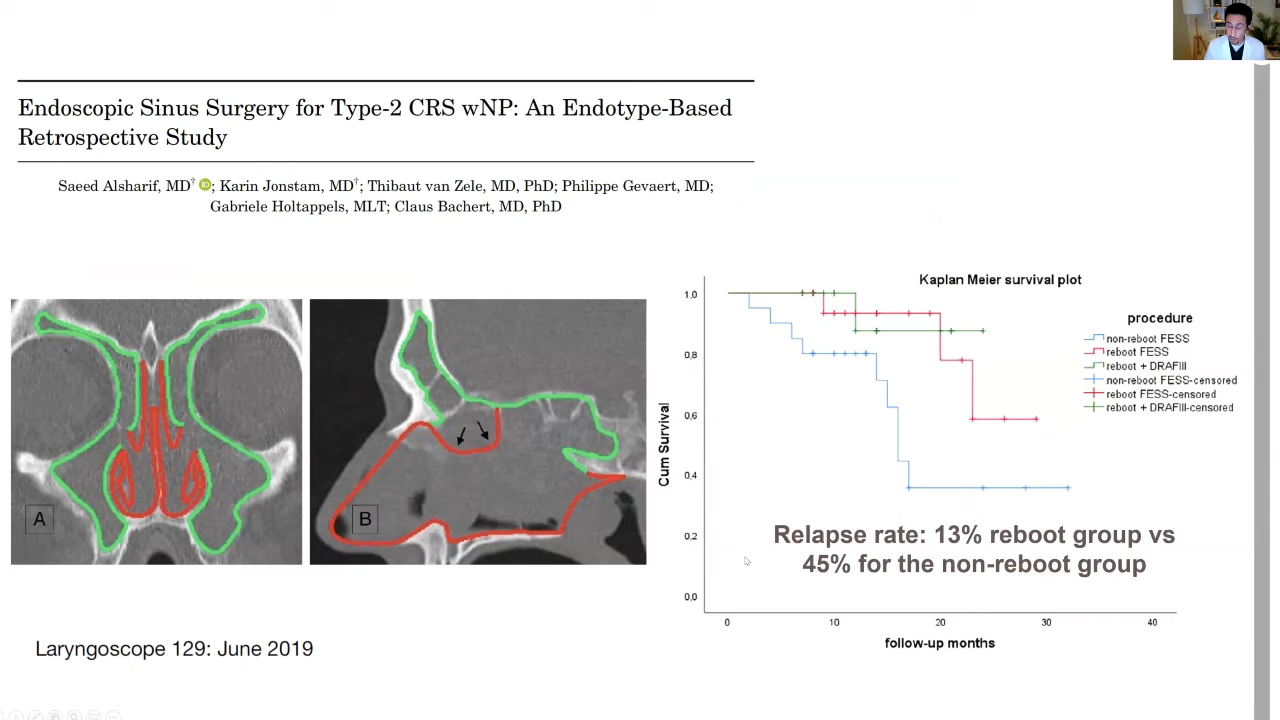 Endoscopic Sinus Surgery for Type-2 CRS wNP: An Endotype-Based
Retrospective Study
Saeed Alsharif, MD†; Karin Jonstam, MD†; Thibaut van Zele, MD, PhD; Philippe Gevaert, MD;
Gabriele Holtappels, MLT; Claus Bachert, MD, PhD
A
B
Kaplan Meier survival plot
procedure
non-reboot FESS
reboot FESS
reboot + DRAFIII
non-reboot FESS-censored
reboot FESS-censored
reboot + DRAFIII-censored
Cum Survival
1,0
0,8
0,6
0,4
0,2
0,0
0 10 20 30 40
follow-up months
Relapse rate: 13% reboot group vs
45% for the non-reboot group
Laryngoscope 129: June 2019